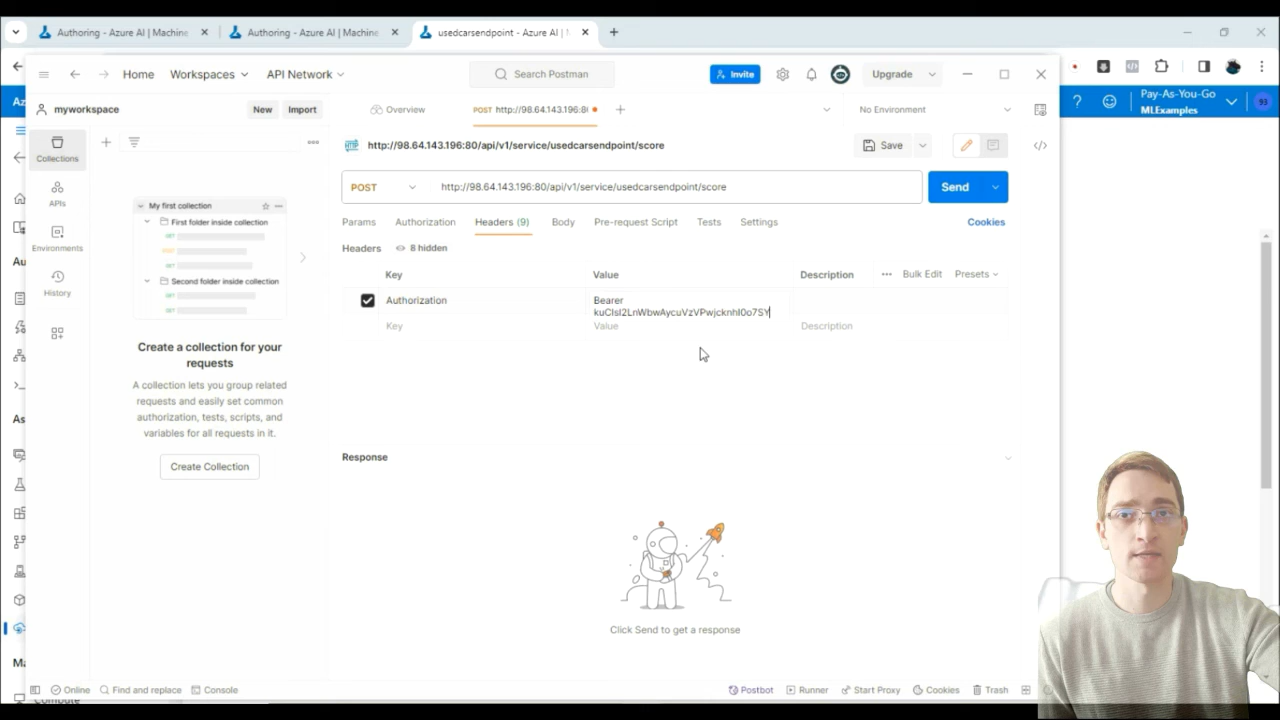 Authoring - Azure AI | Machine
Authoring - Azure AI | Machine
usedcarsendpoint - Azure AI |
Home
Workspaces
API Network
Search Postman
Invite
Upgrade
Pay-As-You-Go
MLExamples
93
Az
myworkspace
New
Import
Overview
POST http://98.64.143.196:8
No Environment
Collections
APIs
Environments
History
http://98.64.143.196:80/api/v1/service/usedcarsendpoint/score
Save
POST
http://98.64.143.196:80/api/v1/service/usedcarsendpoint/score
Send
Params
Authorization
Headers (9)
Body
Pre-request Script
Tests
Settings
Cookies
Headers
8 hidden
Key
Value
Description
Bulk Edit
Presets
Authorization
Bearer
Key
Value
Description
My first collection
First folder inside collection
Second folder inside collection
Create a collection for your
requests
A collection lets you group related
requests and easily set common
authorization, tests, scripts, and
variables for all requests in it.
Create Collection
Response
Click Send to get a response
Au
As
Ma
Online
Find and replace
Console
Postbot
Runner
Start Proxy
Cookies
Trash